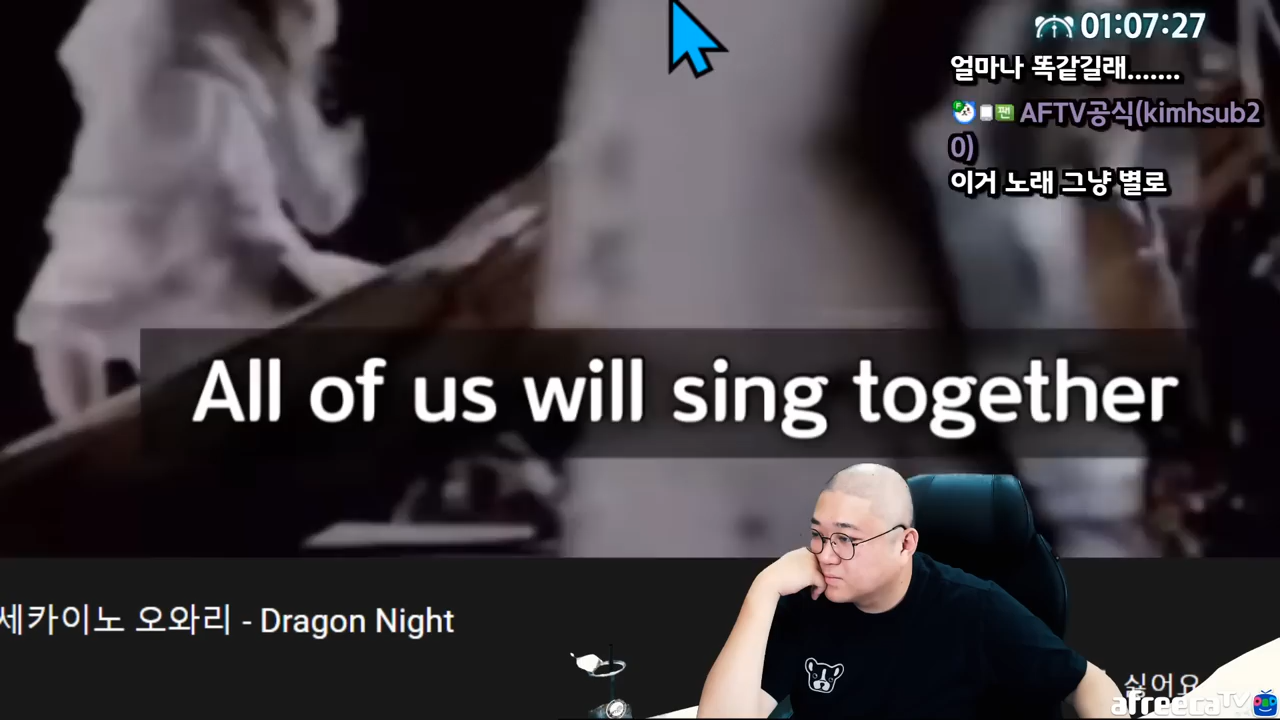 01:07:27
얼마나 똑같길래.......
AFTV공식(kimhsub2
0)
이거 노래 그냥 별로
All of us will sing together
세카이노 오와리 - Dragon Night
싫어요
afreecaTV